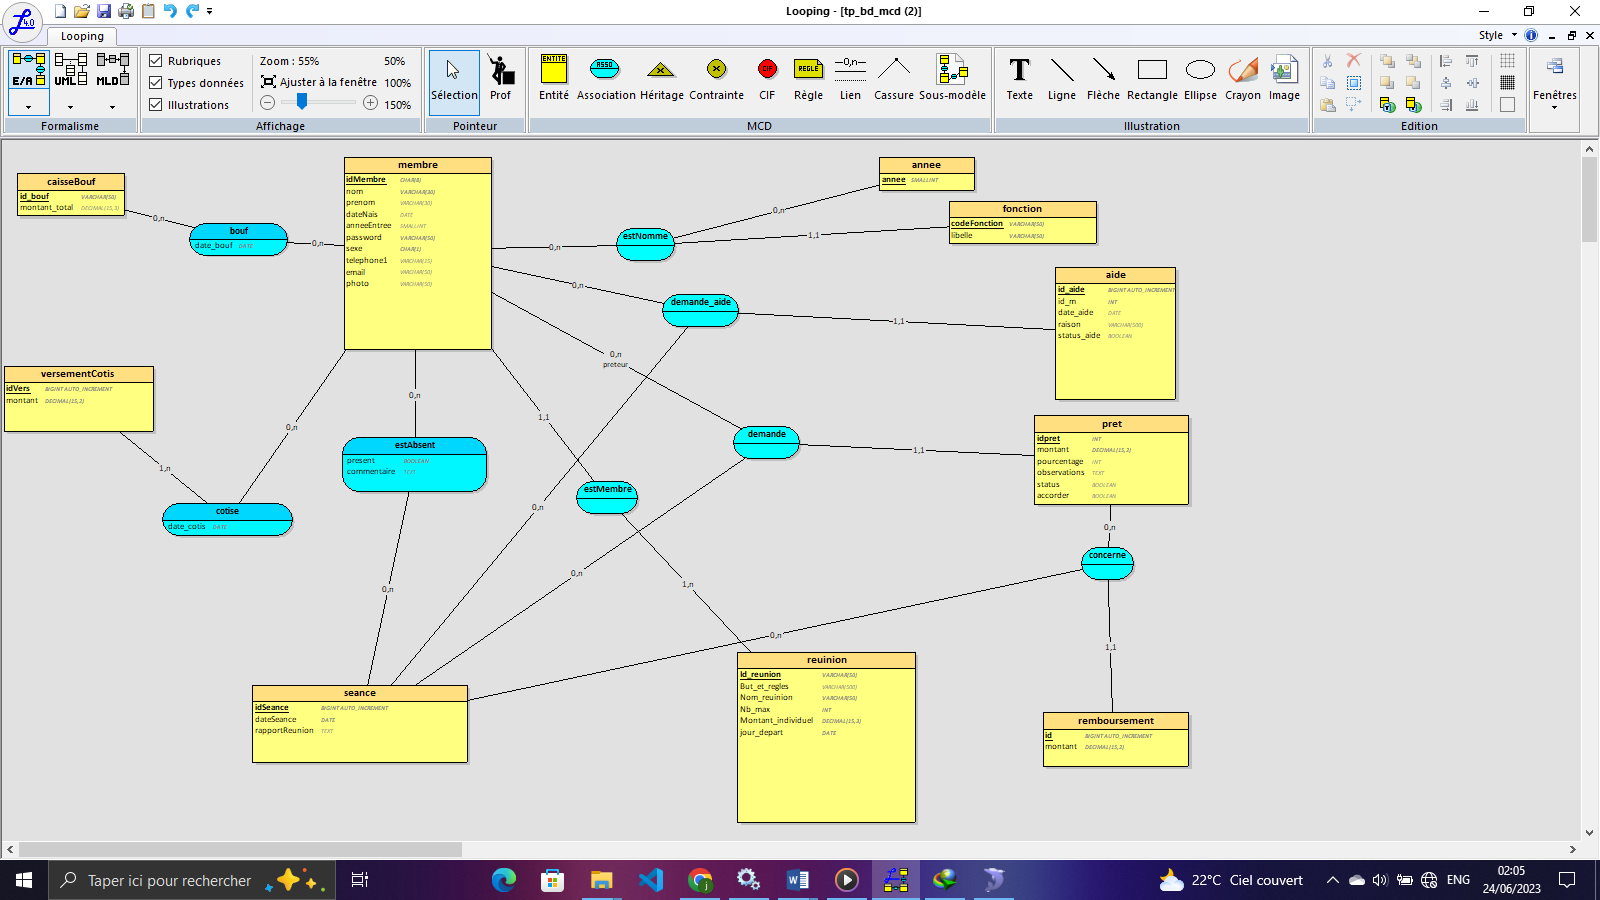 Looping - [tp_bd_mcd (2)]
4.0
Looping
Style
E/A
UML
MLD
Formalisme
Rubriques
Types données
Illustrations
Zoom : 55%
50%
Ajuster à la fenêtre
100%
150%
Affichage
Sélection
Prof
Pointeur
ENTITE
Entité
ASSO
Association
Héritage
Contrainte
CIF
CIF
REGLE
Règle
—0,n—
Lien
Cassure
Sous-modèle
MCD
Texte
Ligne
Flèche
Rectangle
Ellipse
Crayon
Image
Illustration
Edition
Fenêtres
caisseBouf
id_bouf VARCHAR(50)
montant_total DECIMAL(15,3)
0,n
bouf
date_bouf DATE
0,n
membre
idMembre CHAR(8)
nom VARCHAR(30)
prenom VARCHAR(30)
dateNais DATE
anneeEntree SMALLINT
password VARCHAR(50)
sexe CHAR(1)
telephone1 VARCHAR(15)
email VARCHAR(50)
photo VARCHAR(50)
annee
annee SMALLINT
0,n
fonction
codeFonction VARCHAR(50)
libelle VARCHAR(50)
estNomme
0,n
1,1
aide
id_aide BIGINT AUTO_INCREMENT
id_m INT
date_aide DATE
raison VARCHAR(500)
status_aide BOOLEAN
0,n
demande_aide
1,1
0,n
preteur
versementCotis
idVers BIGINT AUTO_INCREMENT
montant DECIMAL(15,2)
1,n
0,n
cotise
date_cotis DATE
0,n
estAbsent
present BOOLEAN
commentaire TEXT
0,n
1,1
estMembre
1,n
demande
1,1
0,n
0,n
pret
idpret INT
montant DECIMAL(15,2)
pourcentage INT
observations TEXT
status BOOLEAN
accorder BOOLEAN
0,n
concerne
0,n
1,1
seance
idSeance BIGINT AUTO_INCREMENT
dateSeance DATE
rapportReunion TEXT
reuinion
Id_reunion VARCHAR(50)
But_et_regles VARCHAR(500)
Nom_reuinion VARCHAR(50)
Nb_max INT
Montant_individuel DECIMAL(15,3)
jour_depart DATE
remboursement
id BIGINT AUTO_INCREMENT
montant DECIMAL(15,2)
Taper ici pour rechercher
22°C Ciel couvert
ENG
02:05
24/06/2023